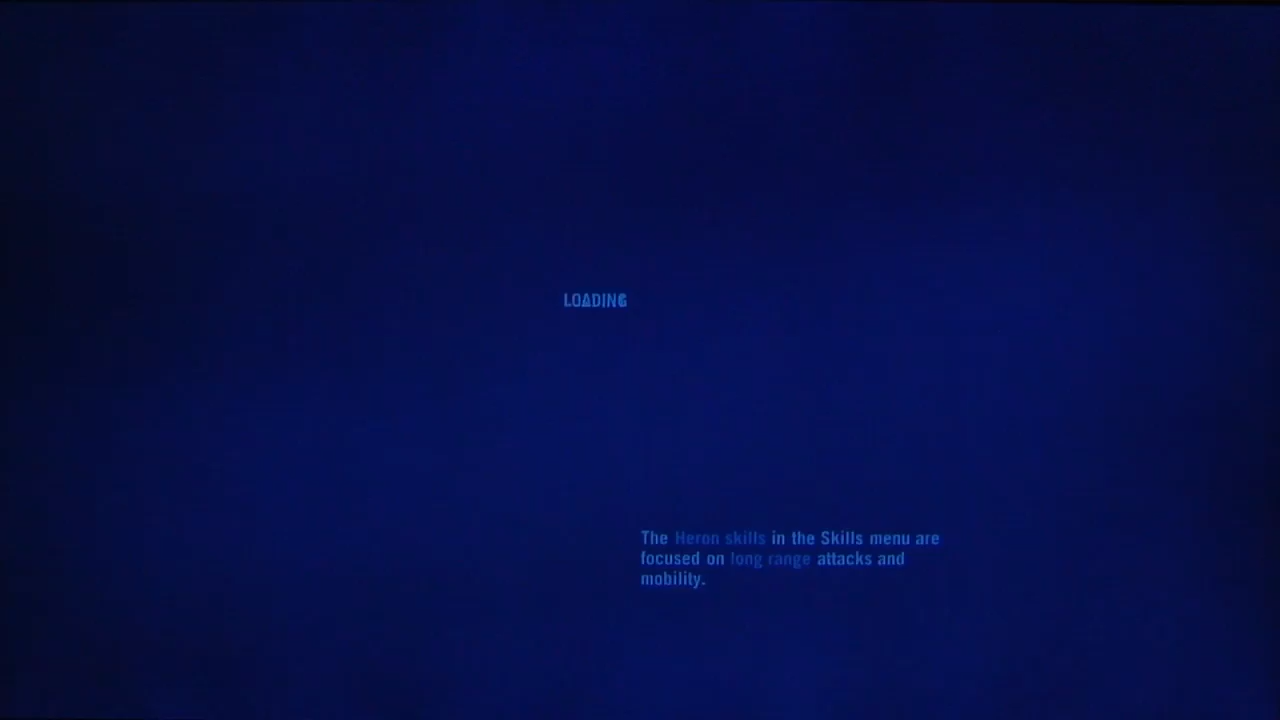 LOADING
The Heron skills in the Skills menu are
focused on long range attacks and
mobility.